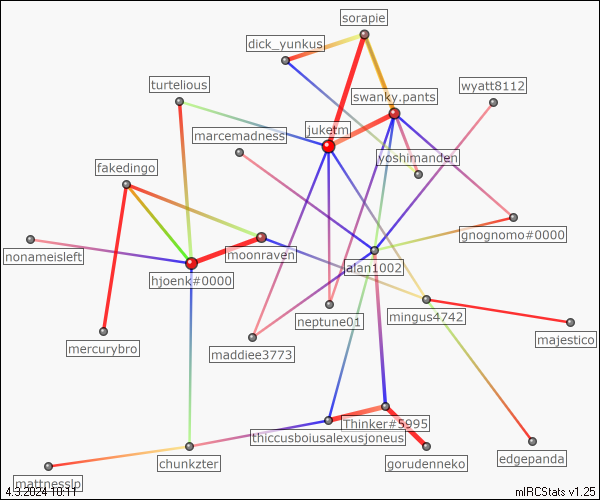 sorapie
dick_yunkus
turtelious
wyatt8112
swanky.pants
juketm
marcemadness
yoshimanden
fakedingo
gnognomo#0000
nonameisleft
moonraven
jalan1002
hjoenk#0000
neptune01
mingus4742
majestico
mercurybro
maddiee3773
Thinker#5995
thiccusboiusalexusjoneus
edgepanda
chunkzter
gorudenneko
mattnesslp
4.3.2024 10:11
mIRCStats v1.25